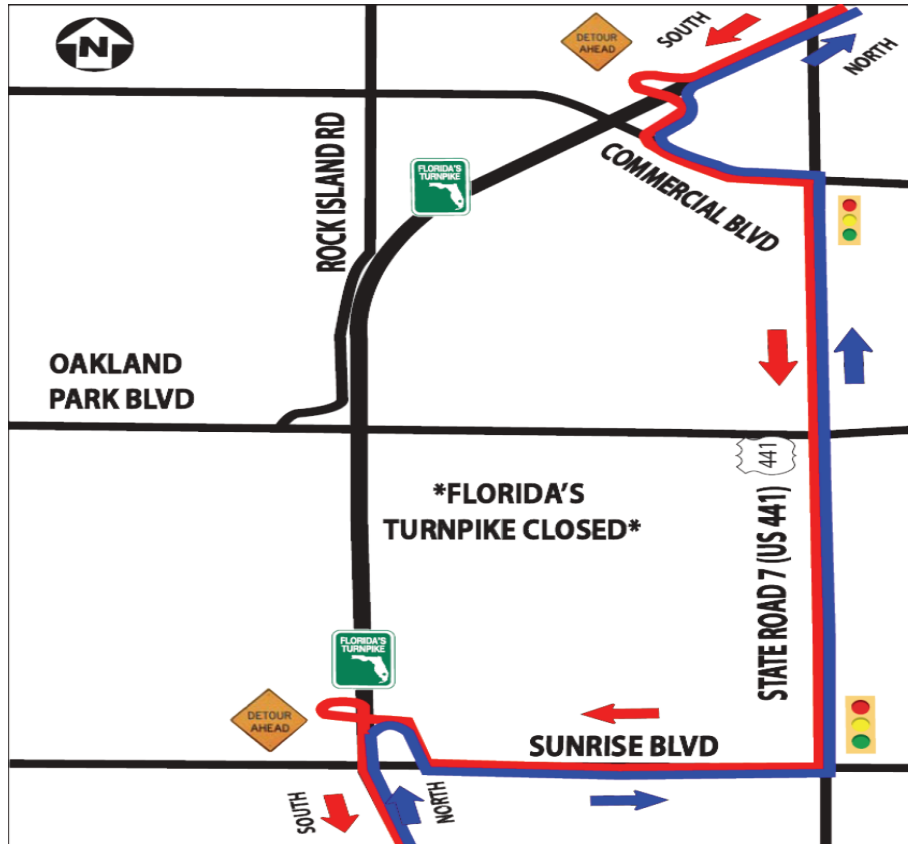 N
DETOUR
AHEAD
SOUTH
NORTH
ROCK ISLAND RD
FLORIDA'S
TURNPIKE
COMMERCIAL BLVD
OAKLAND
PARK BLVD
441
*FLORIDA'S
TURNPIKE CLOSED*
STATE ROAD 7 (US 441)
FLORIDA'S
TURNPIKE
DETOUR
AHEAD
SUNRISE BLVD
SOUTH
NORTH